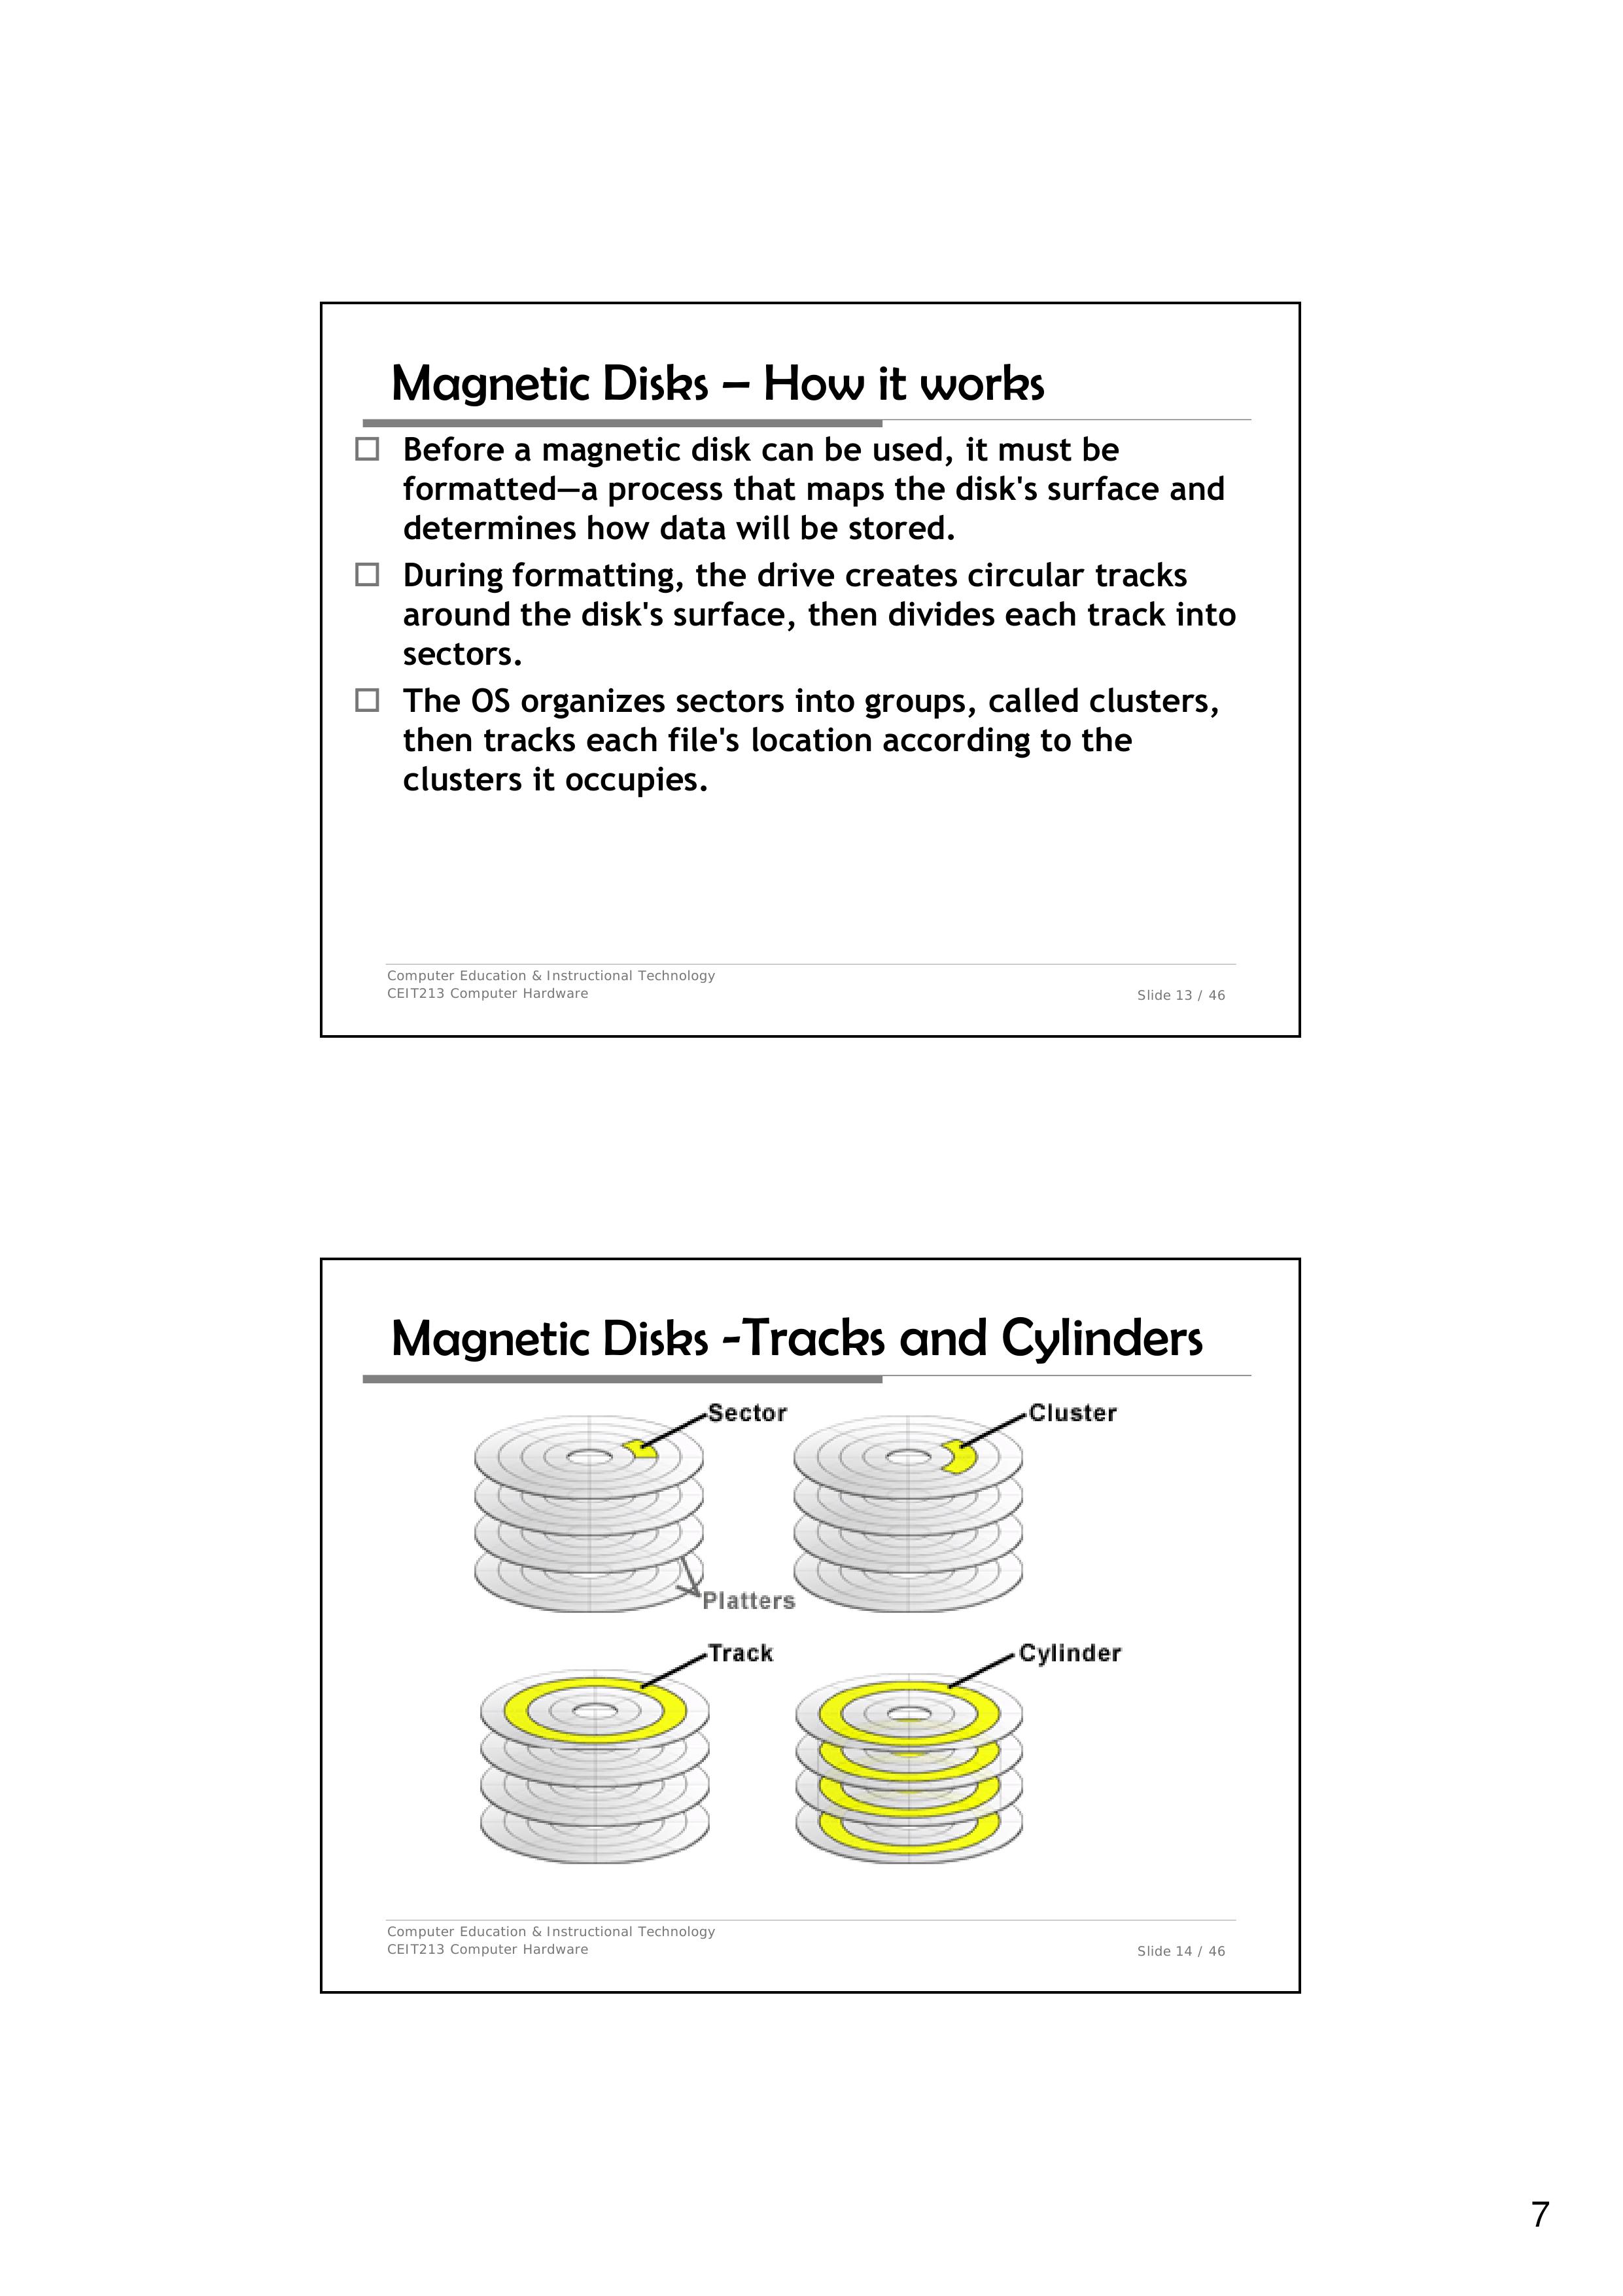 Magnetic Disks – How it works
Before a magnetic disk can be used, it must be
formatted—a process that maps the disk's surface and
determines how data will be stored.
During formatting, the drive creates circular tracks
around the disk's surface, then divides each track into
sectors.
The OS organizes sectors into groups, called clusters,
then tracks each file's location according to the
clusters it occupies.
Computer Education & Instructional Technology
CEIT213 Computer Hardware
Slide 13 / 46
Magnetic Disks -Tracks and Cylinders
Sector
Cluster
Platters
Track
Cylinder
Computer Education & Instructional Technology
CEIT213 Computer Hardware
Slide 14 / 46
7